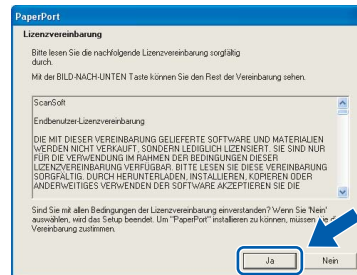 PaperPort
Lizenzvereinbarung
Bitte lesen Sie die nachfolgende Lizenzvereinbarung sorgfältig
durch.
Mit der BILD-NACH-UNTEN Taste können Sie den Rest der Vereinbarung sehen.
ScanSoft
Endbenutzer-Lizenzvereinbarung
DIE MIT DIESER VEREINBARUNG GELIEFERTE SOFTWARE UND MATERIALIEN
WERDEN NICHT VERKAUFT, SONDERN LEDIGLICH LIZENSIERT. SIE SIND NUR
FÜR DIE VERWENDUNG IM RAHMEN DER BEDINGUNGEN DIESER
LIZENZVEREINBARUNG VERFÜGBAR. BITTE LESEN SIE DIESE VEREINBARUNG
SORGFÄLTIG. DURCH HERUNTERLADEN, INSTALLIEREN, KOPIEREN ODER
ANDERWEITIGES VERWENDEN DER SOFTWARE AKZEPTIEREN SIE DIE
Sind Sie mit allen Bedingungen der Lizenzvereinbarung einverstanden? Wenn Sie 'Nein'
auswählen, wird das Setup beendet. Um "PaperPort" installieren zu können, müssen
Vereinbarung zustimmen.
Ja
Nein